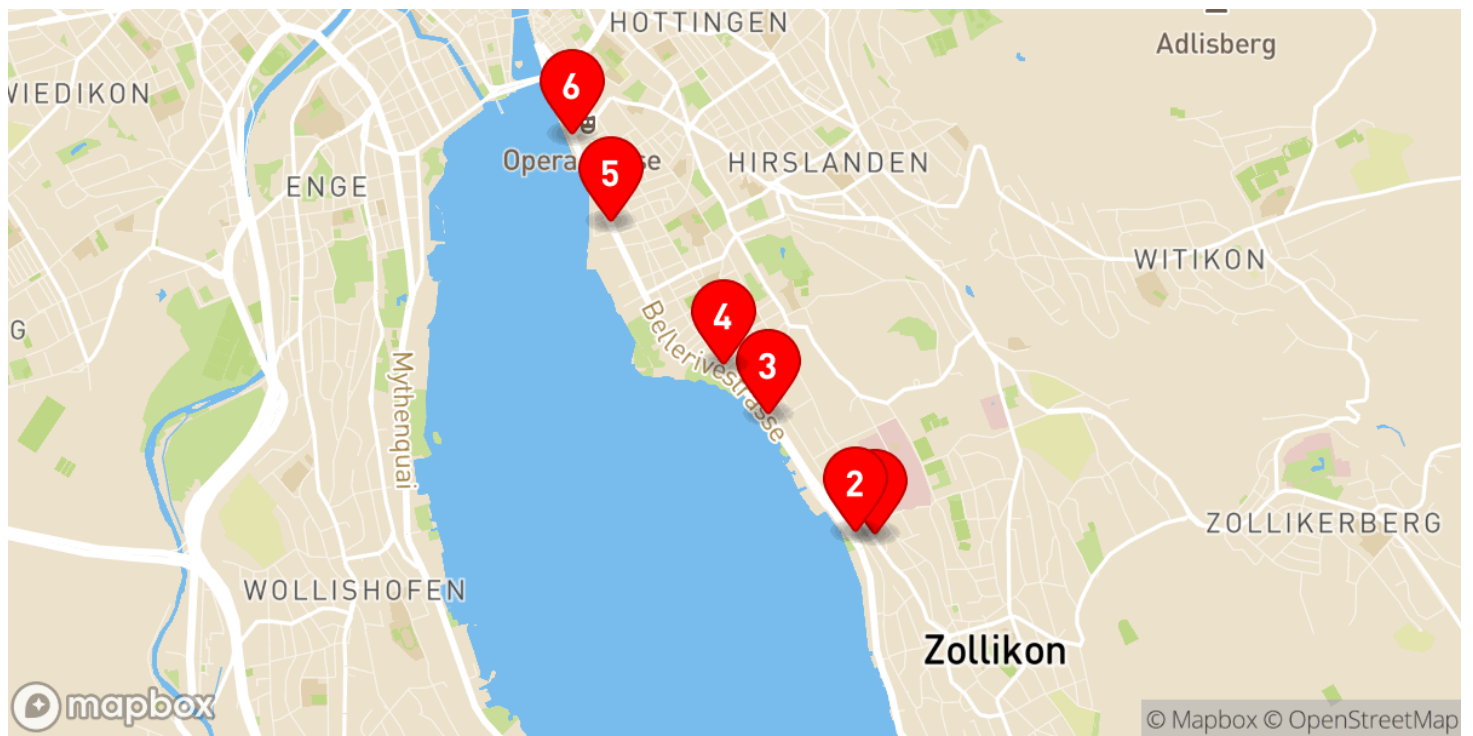 HOTTINGEN
Adlisberg
WIEDIKON
6
B
HIRSLANDEN
5
ENGE
WITIKON
4
Bellerivestrasse
3
Mythenquai
2
ZOLLIKERBERG
WOLLISHOFEN
Zollikon
mapbox
© Mapbox © OpenStreetMap